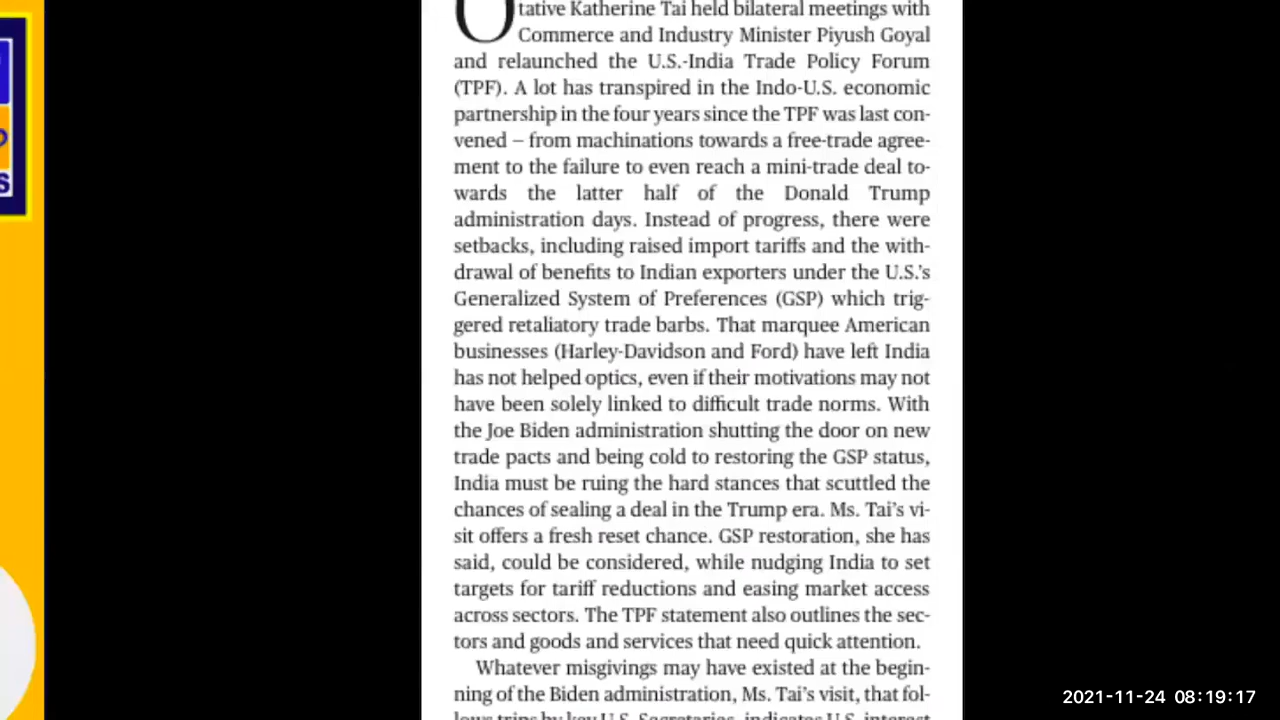 O
tative Katherine Tai held bilateral meetings with
Commerce and Industry Minister Piyush Goyal
and relaunched the U.S.-India Trade Policy Forum
(TPF). A lot has transpired in the Indo-U.S. economic
partnership in the four years since the TPF was last con-
vened – from machinations towards a free-trade agree-
ment to the failure to even reach a mini-trade deal to-
wards the latter half of the Donald Trump
administration days. Instead of progress, there were
setbacks, including raised import tariffs and the with-
drawal of benefits to Indian exporters under the U.S.'s
Generalized System of Preferences (GSP) which trig-
gered retaliatory trade barbs. That marquee American
businesses (Harley-Davidson and Ford) have left India
has not helped optics, even if their motivations may not
have been solely linked to difficult trade norms. With
the Joe Biden administration shutting the door on new
trade pacts and being cold to restoring the GSP status,
India must be ruing the hard stances that scuttled the
chances of sealing a deal in the Trump era. Ms. Tai's vi-
sit offers a fresh reset chance. GSP restoration, she has
said, could be considered, while nudging India to set
targets for tariff reductions and easing market access
across sectors. The TPF statement also outlines the sec-
tors and goods and services that need quick attention.
Whatever misgivings may have existed at the begin-
ning of the Biden administration, Ms. Tai's visit, that fol-
lows trips by key U.S. Secretaries, indicates U.S. interest
S
2021-11-24 08:19:17